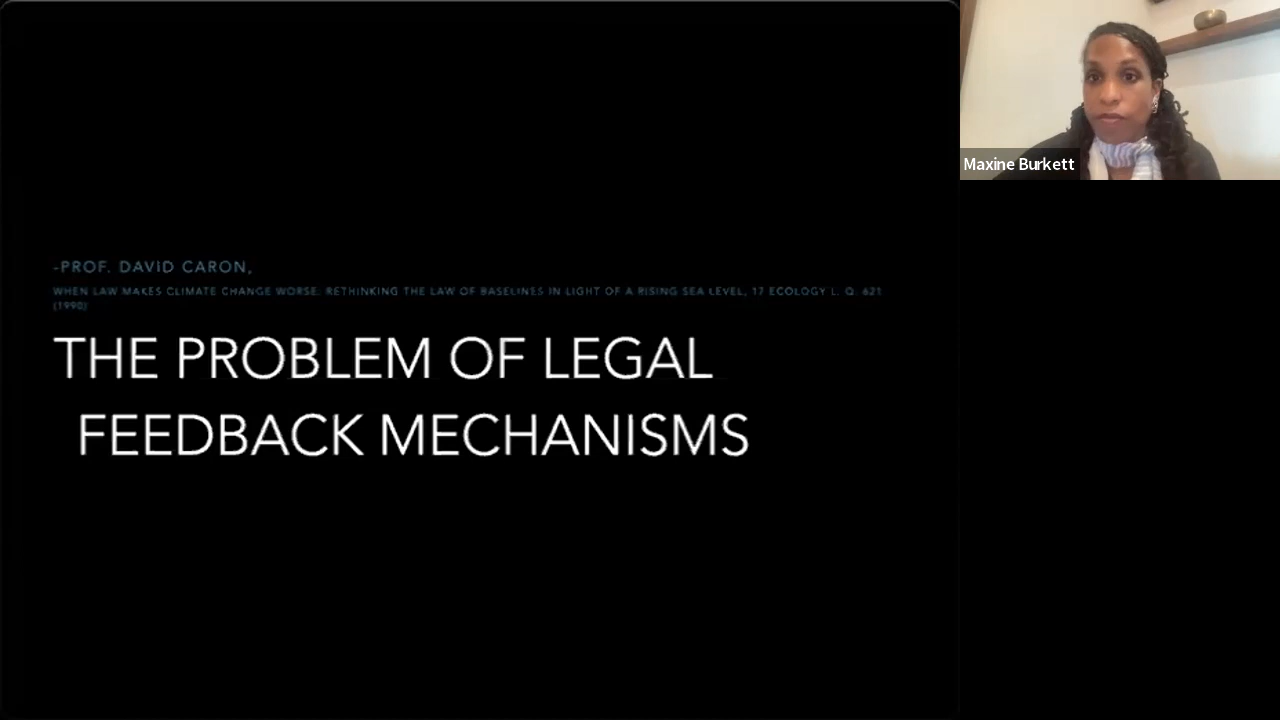 -PROF. DAVID CARON,
WHEN LAW MAKES CLIMATE CHANGE WORSE: RETHINKING THE LAW OF BASELINES IN LIGHT OF A RISING SEA LEVEL, 17 ECOLOGY L. Q. 621
(1990)
THE PROBLEM OF LEGAL
FEEDBACK MECHANISMS
Maxine Burkett